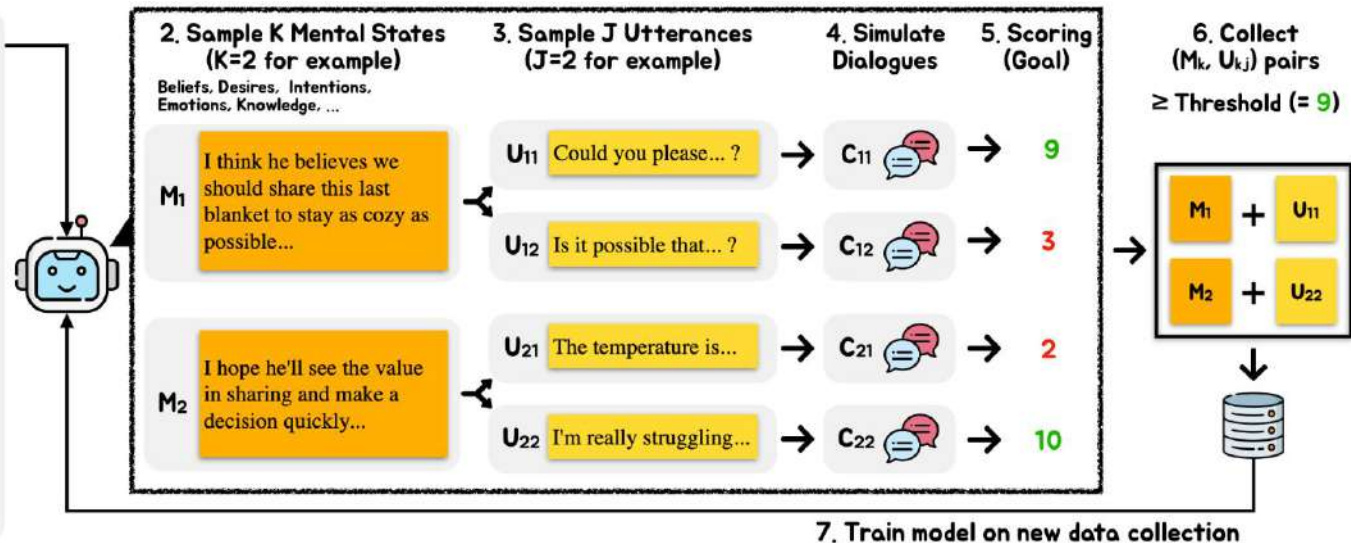 2. Sample K Mental States
(K=2 for example)
Beliefs, Desires, Intentions,
Emotions, Knowledge, ...
3. Sample J Utterances
(J=2 for example)
4. Simulate
Dialogues
5. Scoring
(Goal)
6. Collect
(Mk, Ukj) pairs
≥ Threshold (= 9)
M1
I think he believes we
should share this last
blanket to stay as cozy as
possible...
U11
Could you please... ?
C11
9
U12
Is it possible that... ?
C12
3
M2
I hope he'll see the value
in sharing and make a
decision quickly...
U21
The temperature is...
C21
2
U22
I'm really struggling...
C22
10
M1 + U11
M2 + U22
7. Train model on new data collection